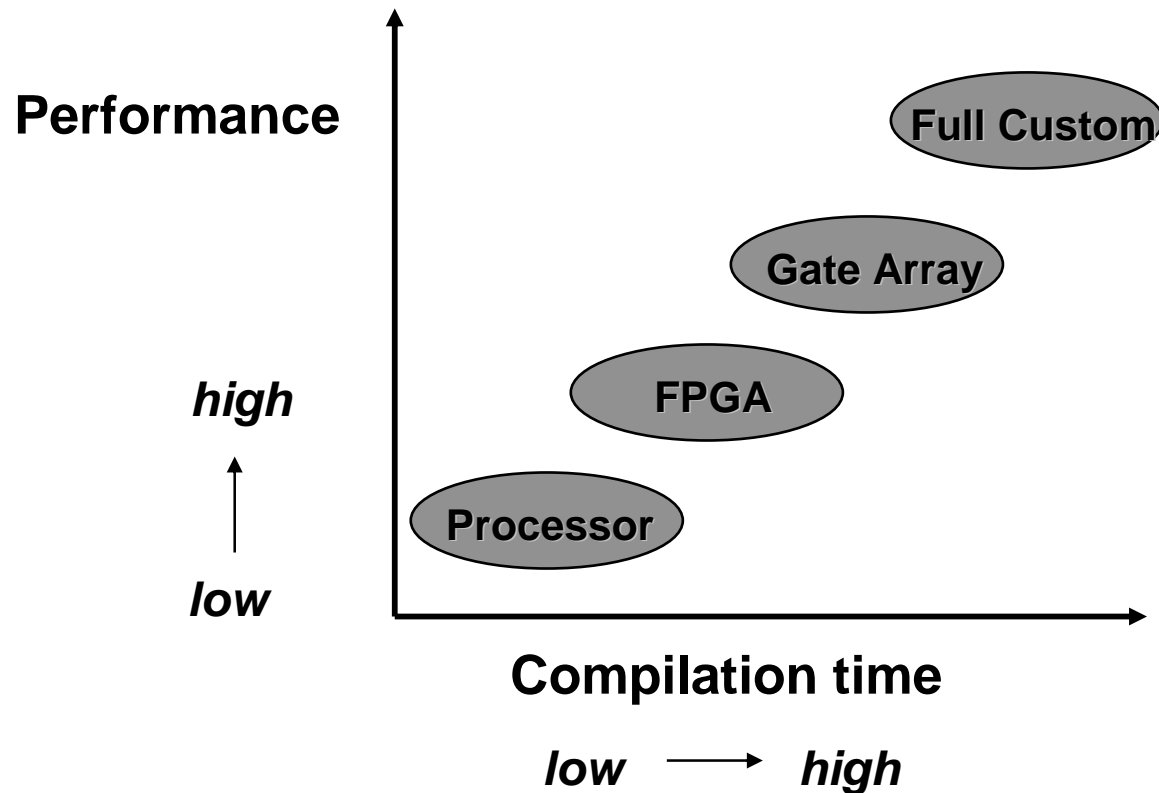 Performance
Full Custom
Gate Array
FPGA
high
Processor
low
Compilation time
low high